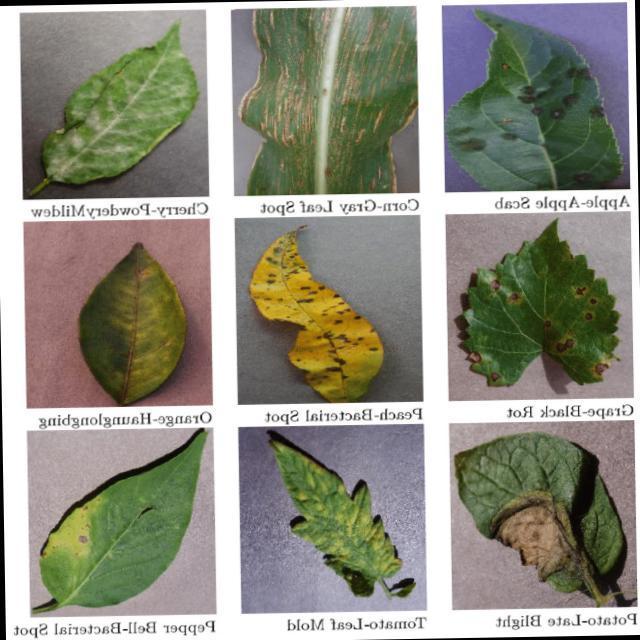 Apple-Apple Scab
Corn-Gray Leaf Spot
Cherry-PowderyMildew
Grape-Black Rot
Peach-Bacterial Spot
Orange-Haunglongbing
Potato-Late Blight
Tomato-Leaf Mold
Pepper Bell-Bacterial Spot